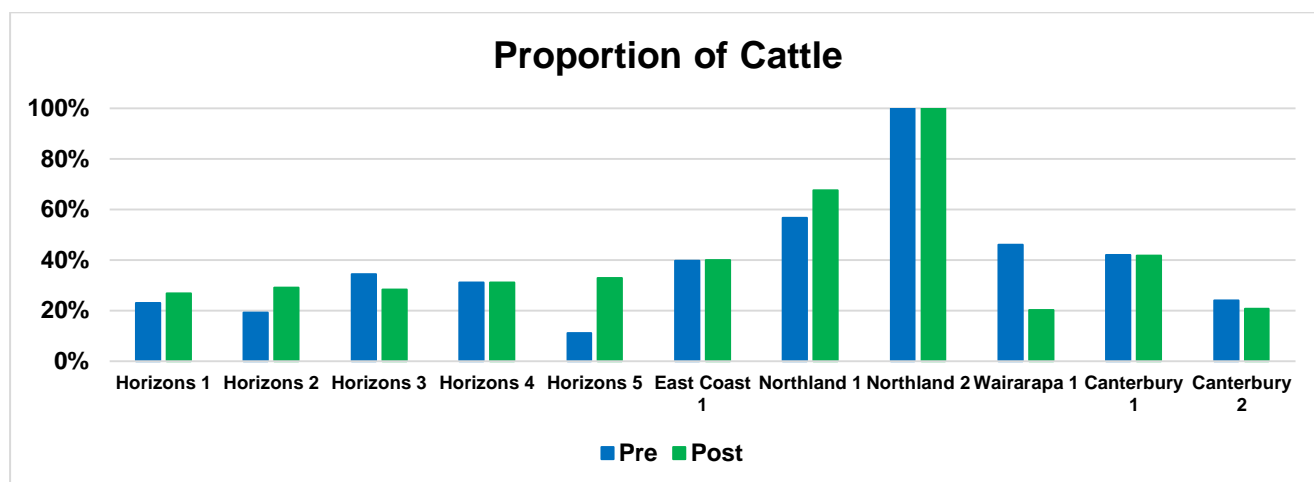 Proportion of Cattle
100%
80%
60%
40%
20%
0%
Horizons 1 Horizons 2 Horizons 3 Horizons 4 Horizons 5 East Coast Northland 1 Northland 2 Wairarapa 1 Canterbury Canterbury
1 1 2
Pre Post